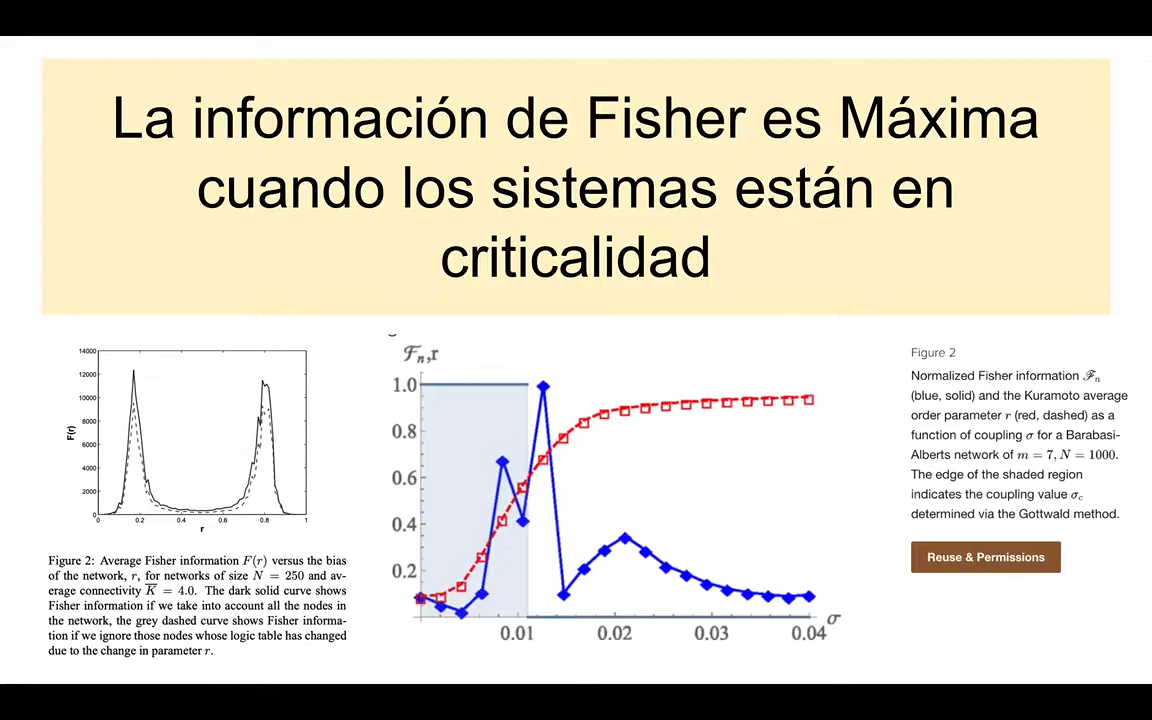 La información de Fisher es Máxima
cuando los sistemas están en
criticalidad
14000
12000
10000
8000
6000
4000
2000
0
F(r)
0
0.2
0.4
0.6
0.8
1
r
Figure 2: Average Fisher information F(r) versus the bias
of the network, r, for networks of size N = 250 and av-
erage connectivity K̅ = 4.0. The dark solid curve shows
Fisher information if we take into account all the nodes in
the network, the grey dashed curve shows Fisher informa-
tion if we ignore those nodes whose logic table has changed
due to the change in parameter r.
ℱₙ,r
1.0
0.8
0.6
0.4
0.2
0.01
0.02
0.03
0.04
σ
Figure 2
Normalized Fisher information ℱₙ
(blue, solid) and the Kuramoto average
order parameter r (red, dashed) as a
function of coupling σ for a Barabasi-
Alberts network of m = 7, N = 1000.
The edge of the shaded region
indicates the coupling value σ꜀
determined via the Gottwald method.
Reuse & Permissions